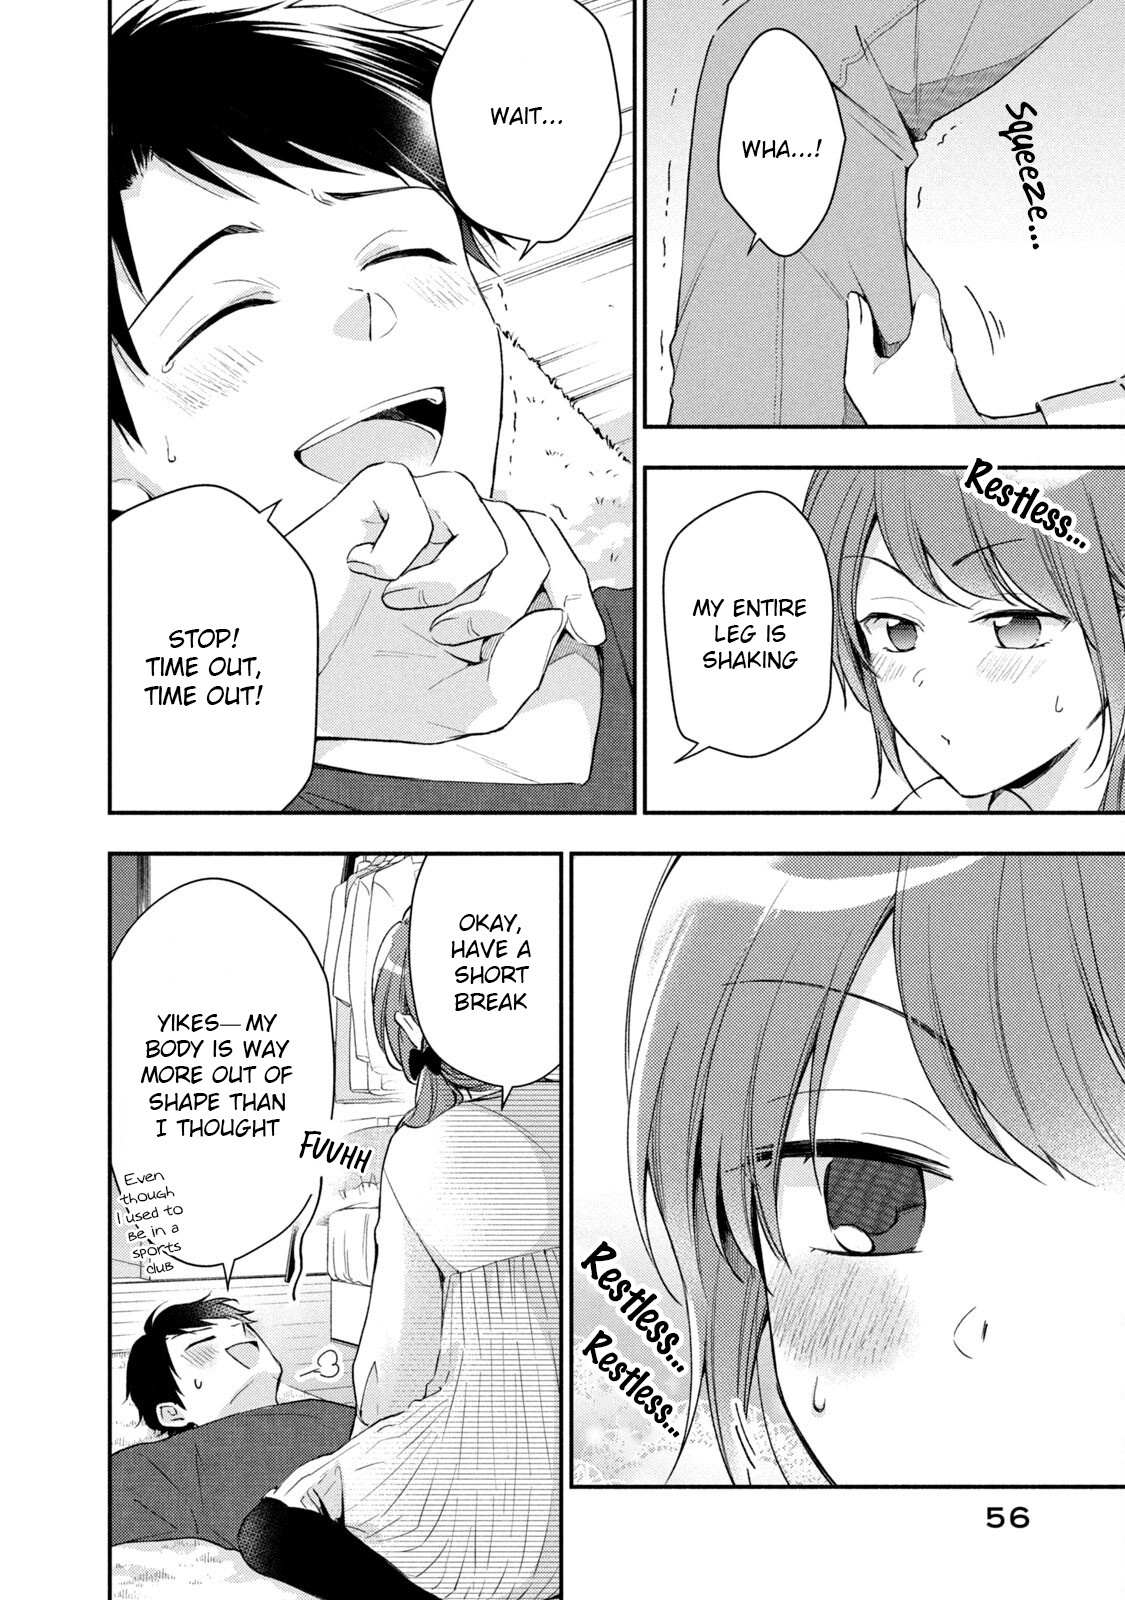 Squeeze...
WHA...!
WAIT...
STOP!
TIME OUT,
TIME OUT!
Restless...
MY ENTIRE
LEG IS
SHAKING
Restless...
Restless...
OKAY,
HAVE A
SHORT
BREAK
YIKES—MY
BODY IS WAY
MORE OUT OF
SHAPE THAN
I THOUGHT
Even
though
I used to
be in a
sports
club
FUUHH
56